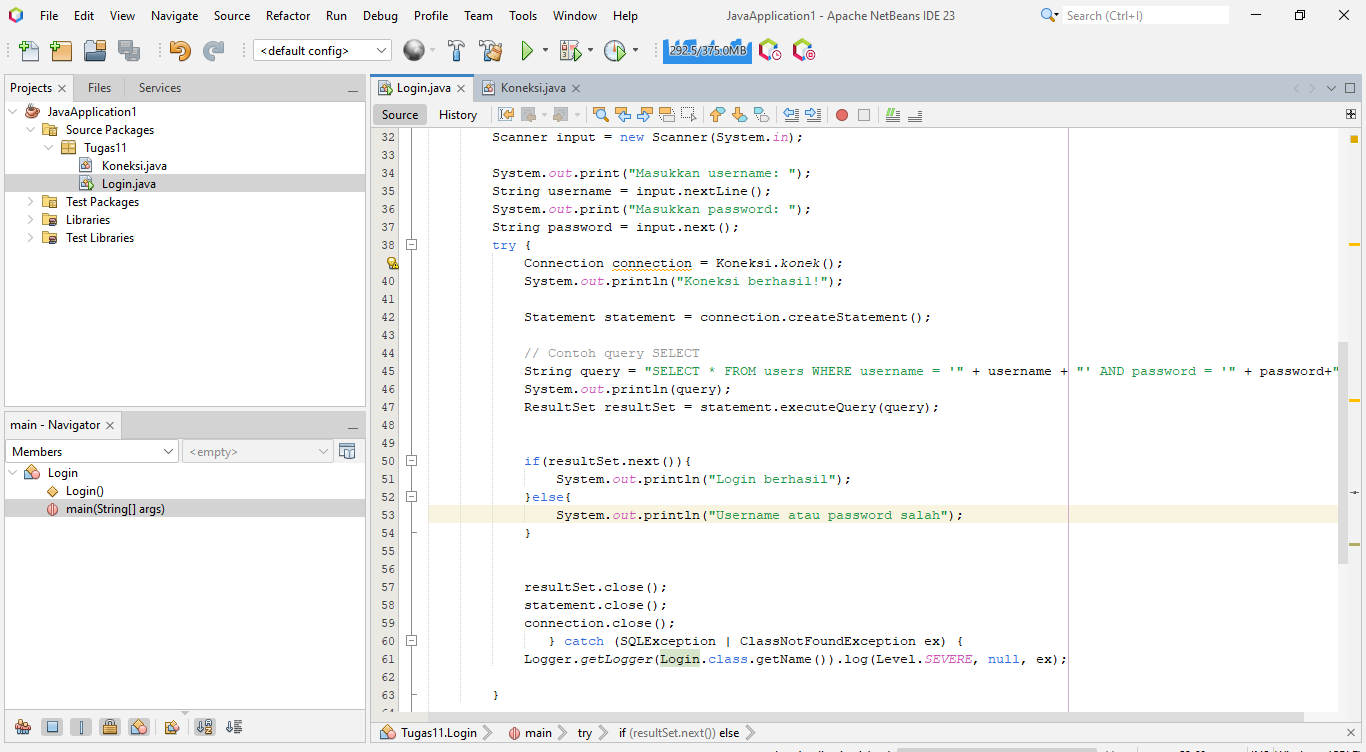 File Edit View Navigate Source Refactor Run Debug Profile Team Tools Window Help JavaApplication1 - Apache NetBeans IDE 23 Search (Ctrl+I)
<default config> 292.5/375.0MB
Projects Files Services
JavaApplication1
Source Packages
Tugas11
Koneksi.java
Login.java
Test Packages
Libraries
Test Libraries
main - Navigator
Members <empty>
Login
Login()
main(String[] args)
Login.java Koneksi.java
Source History
32 Scanner input = new Scanner(System.in);
33
34 System.out.print("Masukkan username: ");
35 String username = input.nextLine();
36 System.out.print("Masukkan password: ");
37 String password = input.next();
38 try {
Connection connection = Koneksi.konek();
40 System.out.println("Koneksi berhasil!");
41
42 Statement statement = connection.createStatement();
43
44 // Contoh query SELECT
45 String query = "SELECT * FROM users WHERE username = '" + username + "' AND password = '" + password+"
46 System.out.println(query);
47 ResultSet resultSet = statement.executeQuery(query);
48
49
50 if(resultSet.next()){
51 System.out.println("Login berhasil");
52 }else{
53 System.out.println("Username atau password salah");
54 }
55
56
57 resultSet.close();
58 statement.close();
59 connection.close();
60 } catch (SQLException | ClassNotFoundException ex) {
61 Logger.getLogger(Login.class.getName()).log(Level.SEVERE, null, ex);
62
63 }
Tugas11.Login main try if (resultSet.next()) else